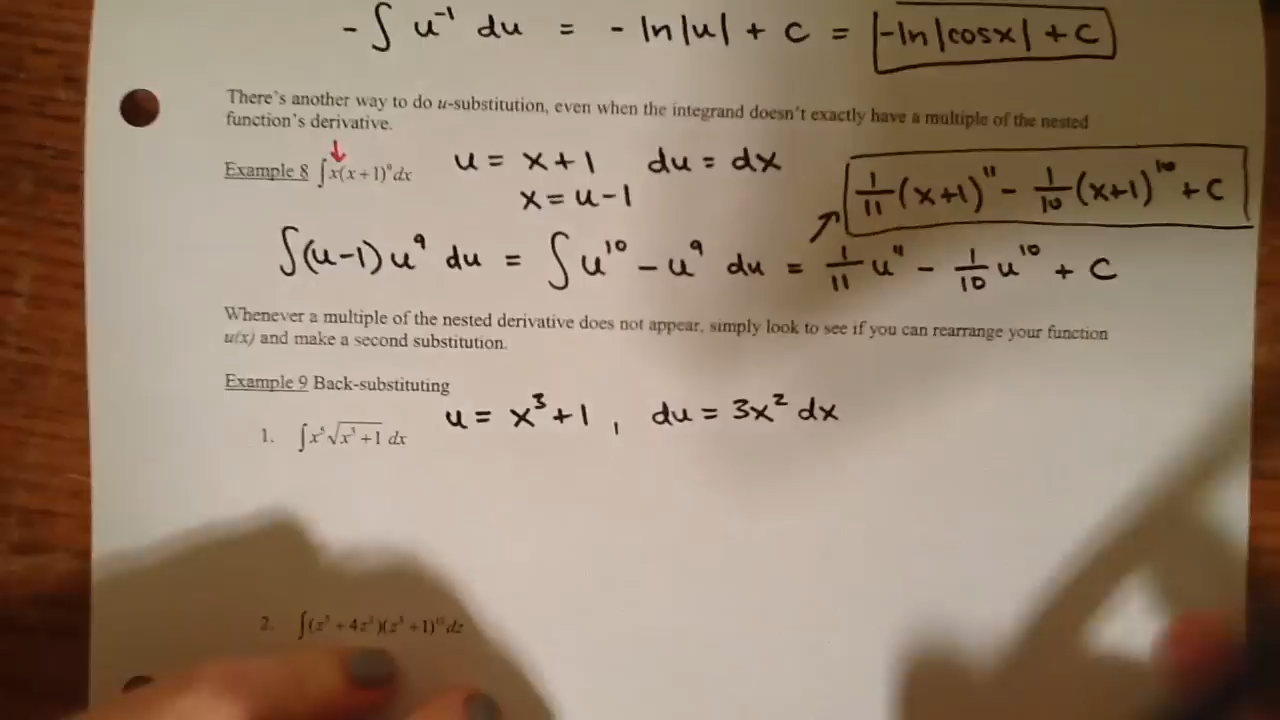 -∫ u⁻¹ du = - ln|u| + C = -ln|cosx| + C
There's another way to do u-substitution, even when the integrand doesn't exactly have a multiple of the nested
function's derivative.
Example 8 ∫x(x+1)⁹dx u = x+1 du = dx
x = u-1
1/11 (x+1)¹¹ - 1/10 (x+1)¹⁰ + C
∫(u-1)u⁹ du = ∫u¹⁰ - u⁹ du = 1/11 u¹¹ - 1/10 u¹⁰ + C
Whenever a multiple of the nested derivative does not appear, simply look to see if you can rearrange your function
u(x) and make a second substitution.
Example 9 Back-substituting
u = x³+1 , du = 3x² dx
1. ∫x⁵√x³+1 dx
2.